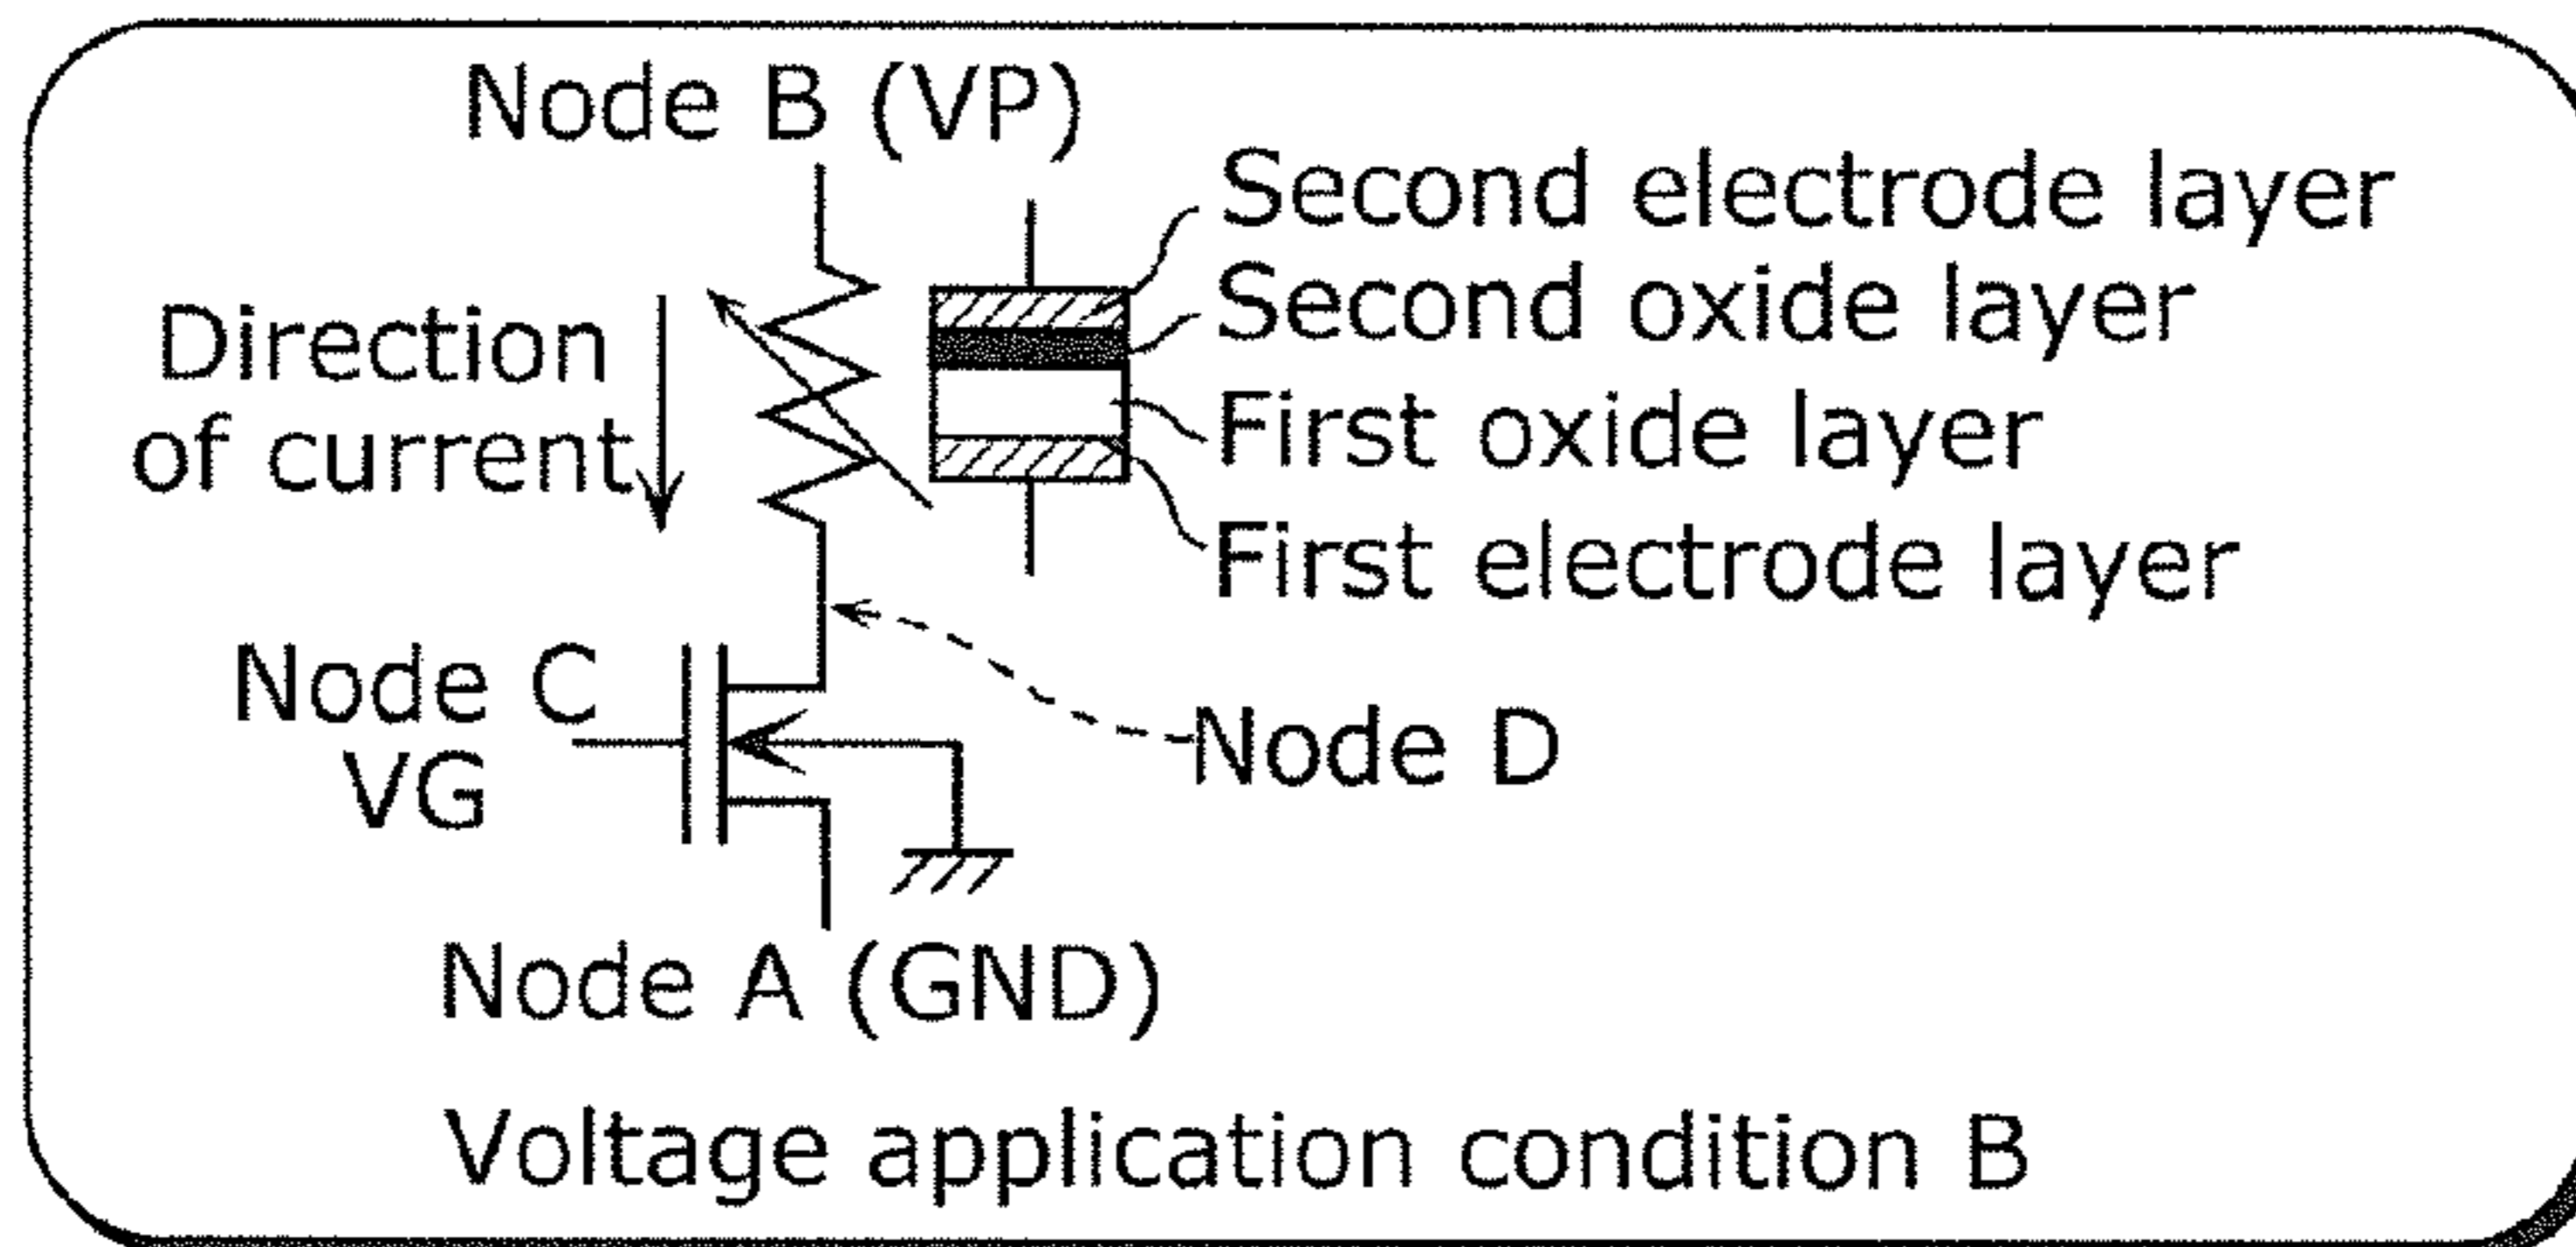 Node B (VP)
Second electrode layer
Second oxide layer
Direction
of current
First oxide layer
First electrode layer
Node C
VG
Node D
Node A (GND)
Voltage application condition B